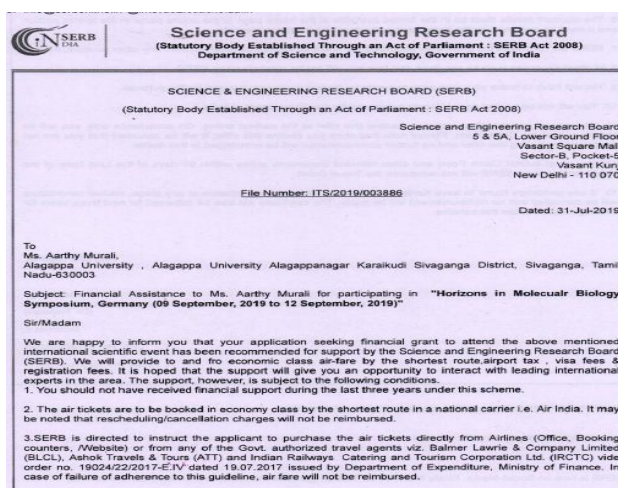 SERB
INDIA
Science and Engineering Research Board
(Statutory Body Established Through an Act of Parliament : SERB Act 2008)
Department of Science and Technology, Government of India
SCIENCE & ENGINEERING RESEARCH BOARD (SERB)
(Statutory Body Established Through an Act of Parliament : SERB Act 2008)
Science and Engineering Research Board
5 & 5A, Lower Ground Floor
Vasant Square Mall
Sector-B, Pocket-5
Vasant Kunj
New Delhi - 110 070
File Number: ITS/2019/003886
Dated: 31-Jul-2019
To
Ms. Aarthy Murali,
Alagappa University , Alagappa University Alagappanagar Karaikudi Sivaganga District, Sivaganga, Tamil
Nadu-630003
Subject: Financial Assistance to Ms. Aarthy Murali for participating in "Horizons in Molecualr Biology
Symposium, Germany (09 September, 2019 to 12 September, 2019)"
Sir/Madam
We are happy to inform you that your application seeking financial grant to attend the above mentioned
international scientific event has been recommended for support by the Science and Engineering Research Board
(SERB). We will provide to and fro economic class air-fare by the shortest route,airport tax , visa fees &
registration fees. It is hoped that the support will give you an opportunity to interact with leading international
experts in the area. The support, however, is subject to the following conditions.
1. You should not have received financial support during the last three years under this scheme.
2. The air tickets are to be booked in economy class by the shortest route in a national carrier i.e. Air India. It may
be noted that rescheduling/cancellation charges will not be reimbursed.
3.SERB is directed to instruct the applicant to purchase the air tickets directly from Airlines (Office, Booking
counters, /Website) or from any of the Govt. authorized travel agents viz. Balmer Lawrie & Company Limited
(BLCL), Ashok Travels & Tours (ATT) and Indian Railways Catering and Tourism Corporation Ltd. (IRCTC) vide
order no. 19024/22/2017-E.IV dated 19.07.2017 issued by Department of Expenditure, Ministry of Finance. In
case of failure of adherence to this guideline, air fare will not be reimbursed.